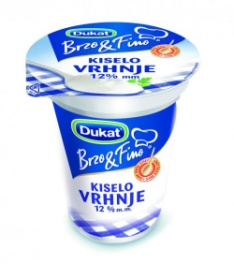 Dukat
Brzo & Fino!
KISELO
VRHNJE
12% mm
Dukat
Brzo & Fino!
KISELO
VRHNJE
12 % m.m.